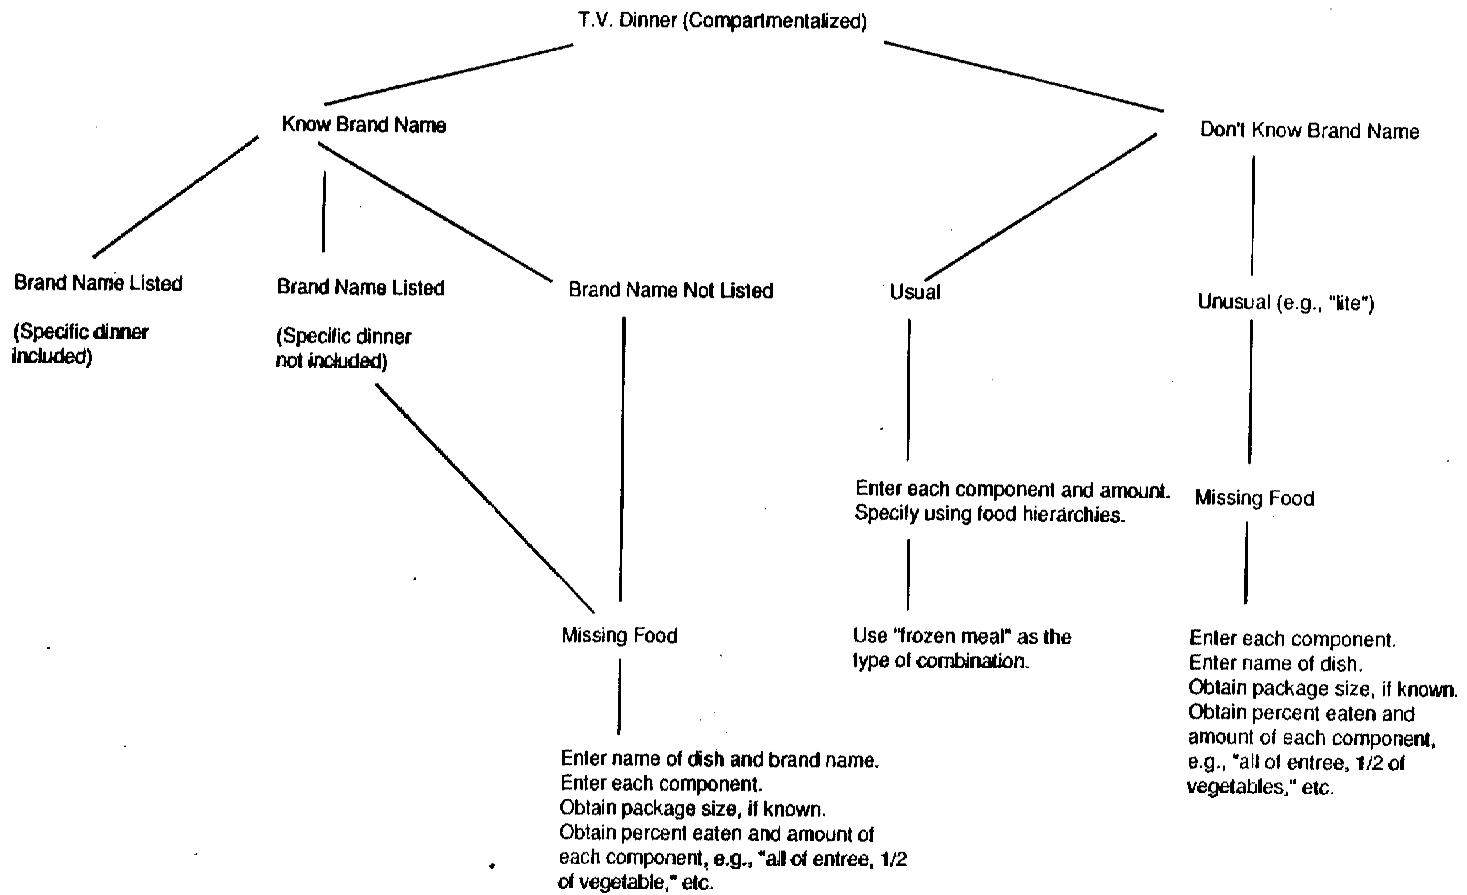 T.V. Dinner (Compartmentalized)
Know Brand Name
Don't Know Brand Name
Brand Name Listed
(Specific dinner
included)
Brand Name Listed
(Specific dinner
not included)
Brand Name Not Listed
Usual
Unusual (e.g., "lite")
Enter each component and amount.
Specify using food hierarchies.
Missing Food
Missing Food
Use "frozen meal" as the
type of combination.
Enter each component.
Enter name of dish.
Obtain package size, if known.
Obtain percent eaten and
amount of each component,
e.g., "all of entree, 1/2 of
vegetables," etc.
Enter name of dish and brand name.
Enter each component.
Obtain package size, if known.
Obtain percent eaten and amount of
each component, e.g., "all of entree, 1/2
of vegetable," etc.